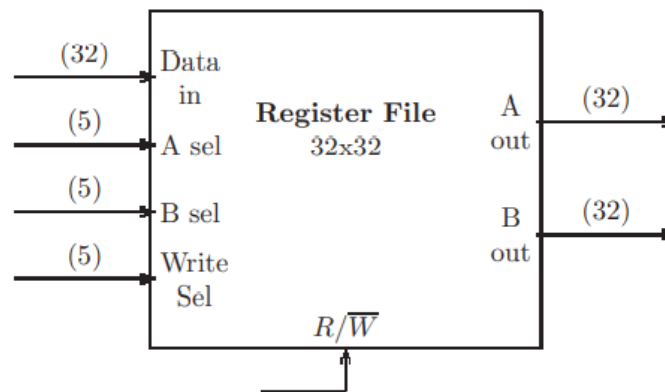 (32)
Data
in
(5)
A sel
(5)
B sel
(5)
Write
Sel
Register File
32x32
A
out
(32)
B
out
(32)
R/W̅